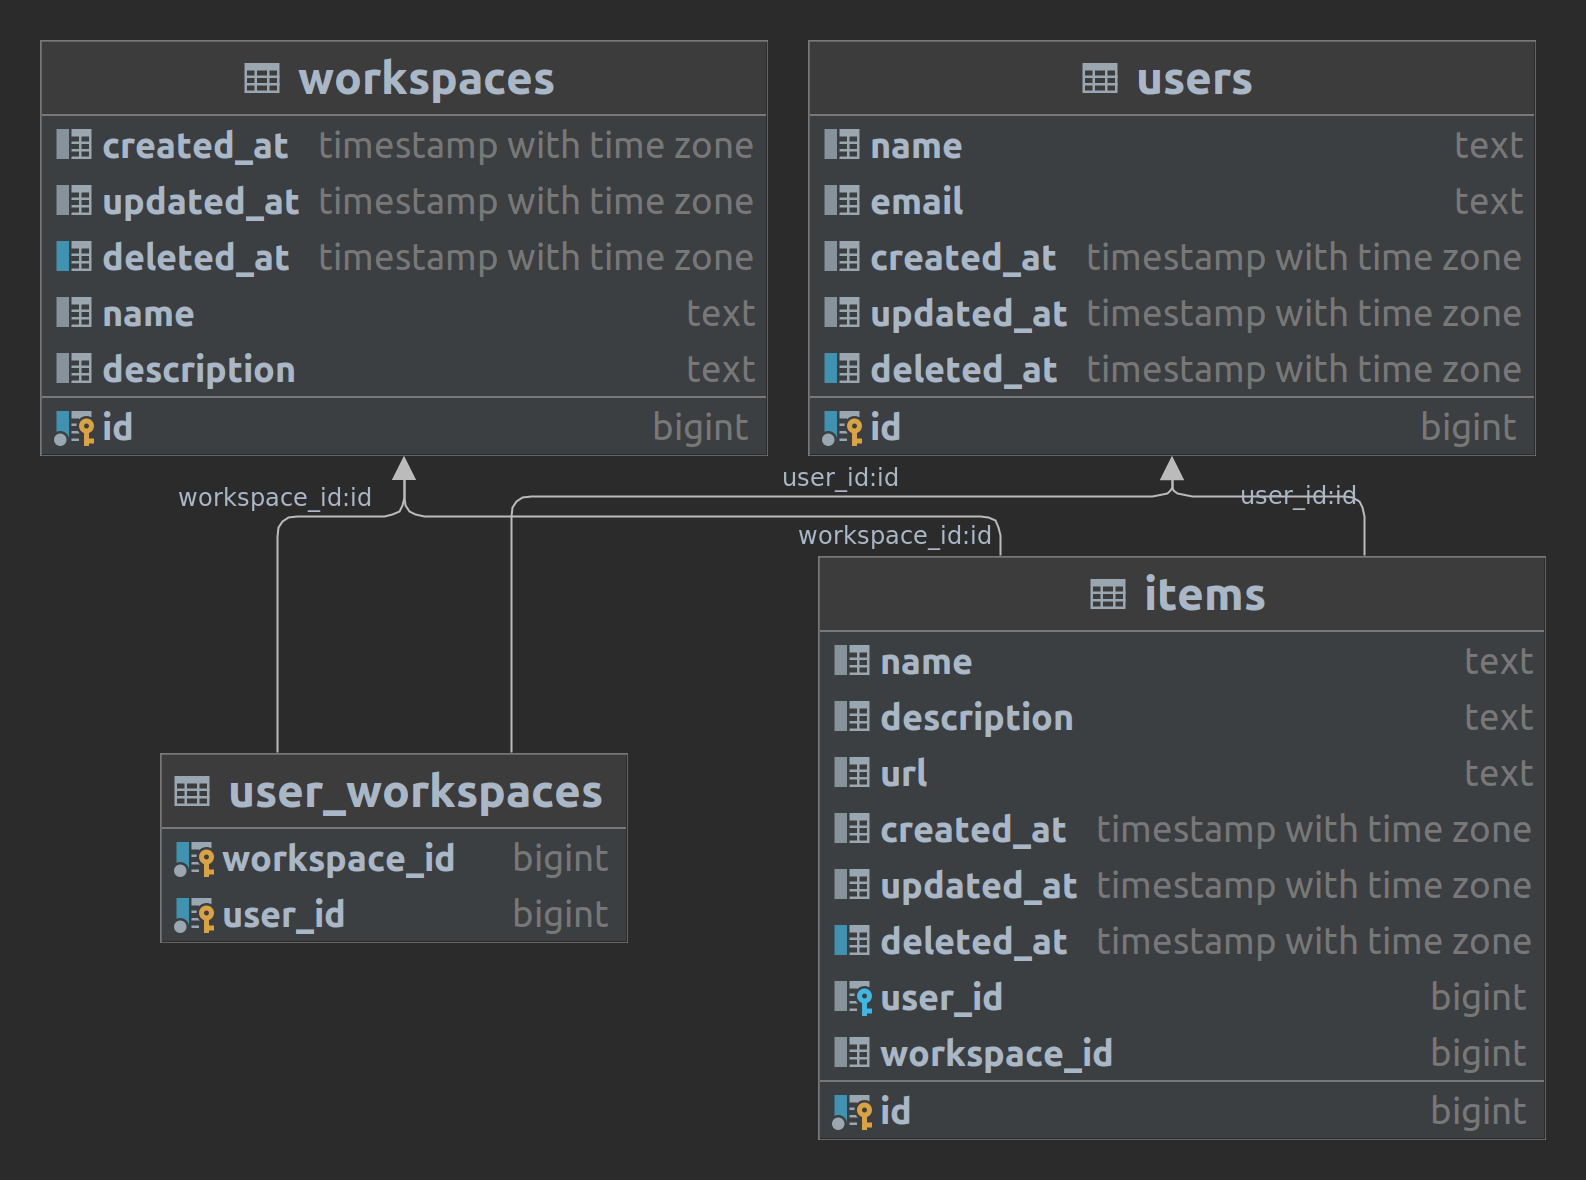 workspaces
created_at timestamp with time zone
updated_at timestamp with time zone
deleted_at timestamp with time zone
name text
description text
id bigint
users
name text
email text
created_at timestamp with time zone
updated_at timestamp with time zone
deleted_at timestamp with time zone
id bigint
workspace_id:id
user_id:id
user_id:id
workspace_id:id
user_workspaces
workspace_id bigint
user_id bigint
items
name text
description text
url text
created_at timestamp with time zone
updated_at timestamp with time zone
deleted_at timestamp with time zone
user_id bigint
workspace_id bigint
id bigint